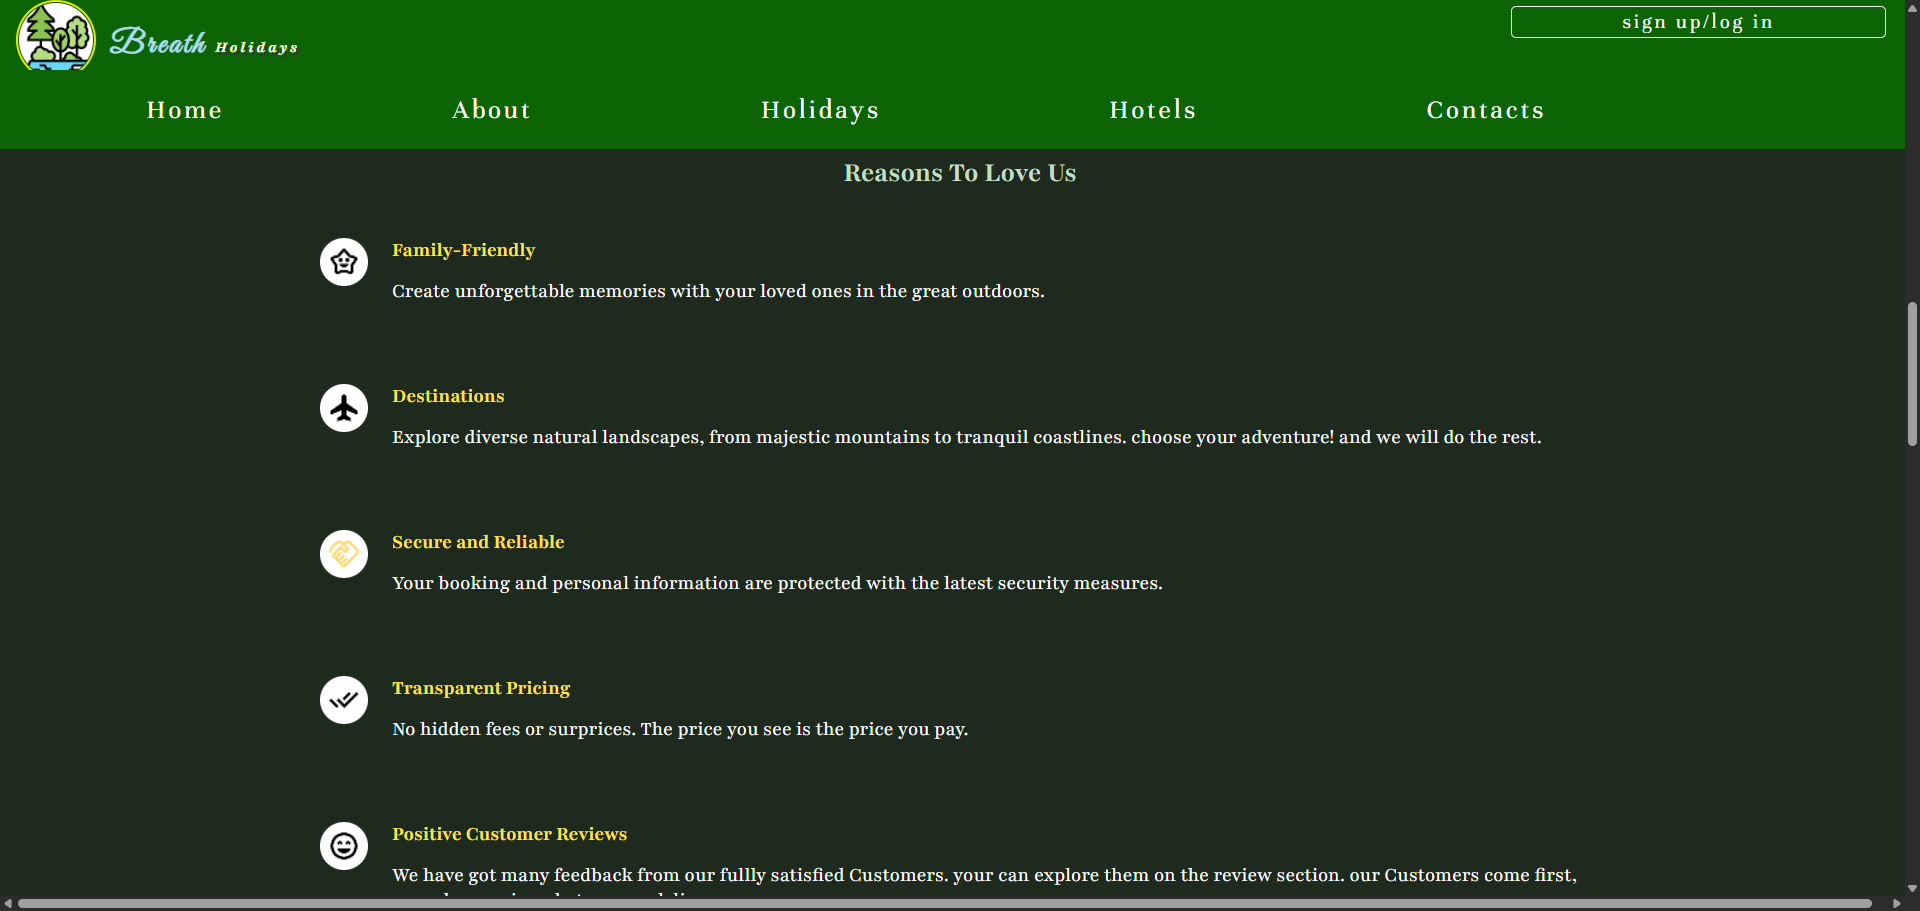 Breath Holidays
sign up/log in
Home About Holidays Hotels Contacts
Reasons To Love Us
Family-Friendly
Create unforgettable memories with your loved ones in the great outdoors.
Destinations
Explore diverse natural landscapes, from majestic mountains to tranquil coastlines. choose your adventure! and we will do the rest.
Secure and Reliable
Your booking and personal information are protected with the latest security measures.
Transparent Pricing
No hidden fees or surprices. The price you see is the price you pay.
Positive Customer Reviews
We have got many feedback from our fullly satisfied Customers. your can explore them on the review section. our Customers come first,